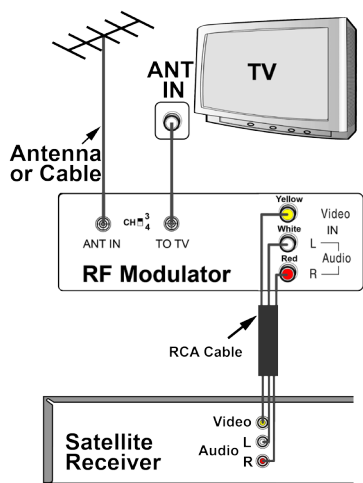 ANT
IN
TV
Antenna
or Cable
Yellow
Video
IN
White
L
Audio
Red
R
CH 3
4
ANT IN
TO TV
RF Modulator
RCA Cable
Satellite
Receiver
Video
Audio L
R